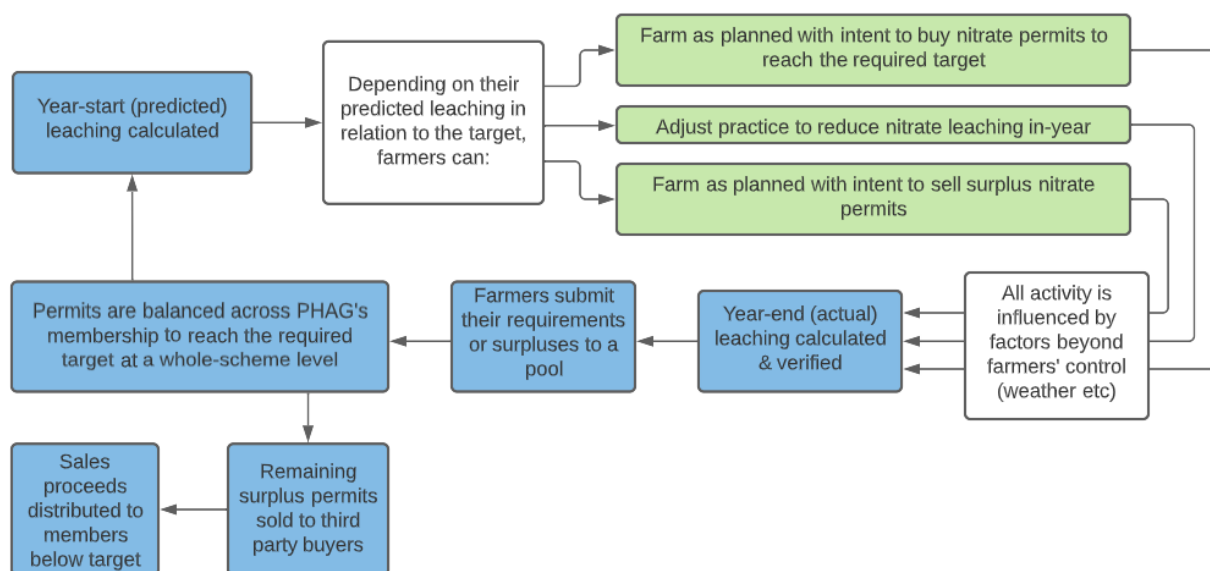 Year-start (predicted)
leaching calculated
Depending on their
predicted leaching in
relation to the target,
farmers can:
Farm as planned with intent to buy nitrate permits to
reach the required target
Adjust practice to reduce nitrate leaching in-year
Farm as planned with intent to sell surplus nitrate
permits
All activity is
influenced by
factors beyond
farmers' control
(weather etc)
Year-end (actual)
leaching calculated
& verified
Farmers submit
their requirements
or surpluses to a
pool
Permits are balanced across PHAG's
membership to reach the required
target at a whole-scheme level
Remaining
surplus permits
sold to third
party buyers
Sales
proceeds
distributed to
members
below target